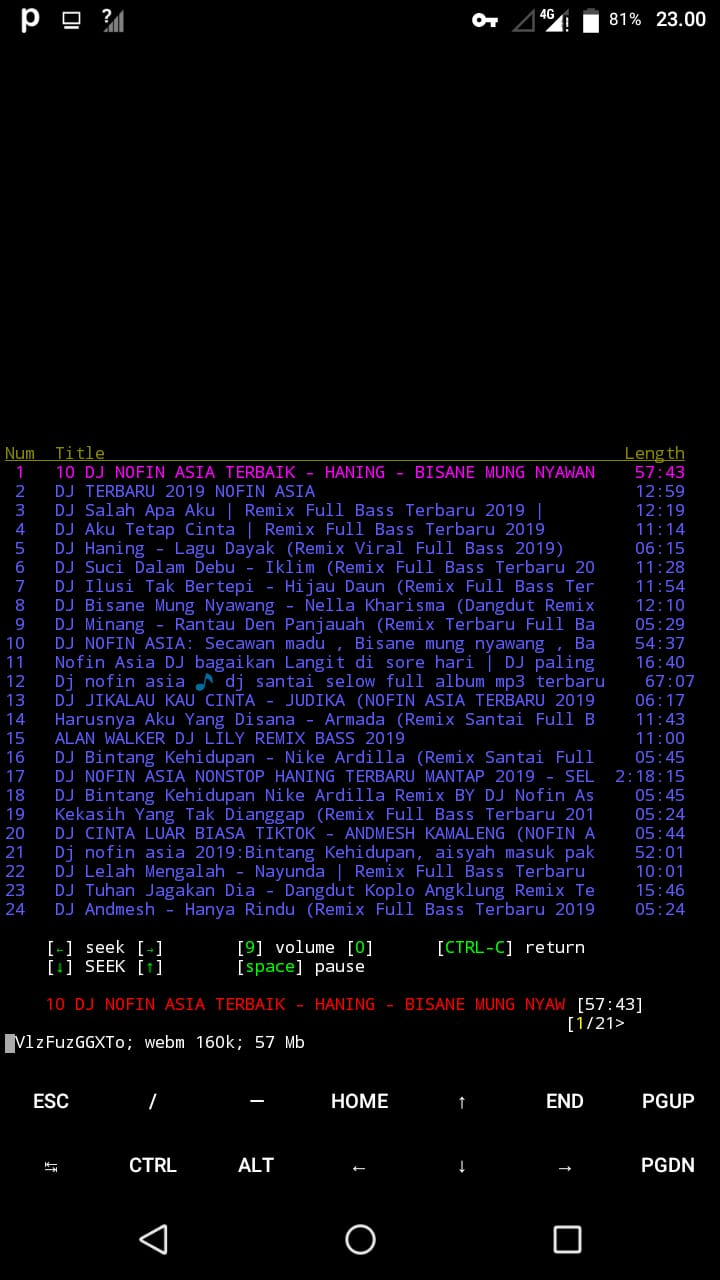 p ? 4G ! 81% 23.00
Num Title Length
1 10 DJ NOFIN ASIA TERBAIK - HANING - BISANE MUNG NYAWAN 57:43
2 DJ TERBARU 2019 NOFIN ASIA 12:59
3 DJ Salah Apa Aku | Remix Full Bass Terbaru 2019 | 12:19
4 DJ Aku Tetap Cinta | Remix Full Bass Terbaru 2019 11:14
5 DJ Haning - Lagu Dayak (Remix Viral Full Bass 2019) 06:15
6 DJ Suci Dalam Debu - Iklim (Remix Full Bass Terbaru 20 11:28
7 DJ Ilusi Tak Bertepi - Hijau Daun (Remix Full Bass Ter 11:54
8 DJ Bisane Mung Nyawang - Nella Kharisma (Dangdut Remix 12:10
9 DJ Minang - Rantau Den Panjauah (Remix Terbaru Full Ba 05:29
10 DJ NOFIN ASIA: Secawan madu , Bisane mung nyawang , Ba 54:37
11 Nofin Asia DJ bagaikan Langit di sore hari | DJ paling 16:40
12 Dj nofin asia 🎵 dj santai selow full album mp3 terbaru 67:07
13 DJ JIKALAU KAU CINTA - JUDIKA (NOFIN ASIA TERBARU 2019 06:17
14 Harusnya Aku Yang Disana - Armada (Remix Santai Full B 11:43
15 ALAN WALKER DJ LILY REMIX BASS 2019 11:00
16 DJ Bintang Kehidupan - Nike Ardilla (Remix Santai Full 05:45
17 DJ NOFIN ASIA NONSTOP HANING TERBARU MANTAP 2019 - SEL 2:18:15
18 DJ Bintang Kehidupan Nike Ardilla Remix BY DJ Nofin As 05:45
19 Kekasih Yang Tak Dianggap (Remix Full Bass Terbaru 201 05:24
20 DJ CINTA LUAR BIASA TIKTOK - ANDMESH KAMALENG (NOFIN A 05:44
21 Dj nofin asia 2019:Bintang Kehidupan, aisyah masuk pak 52:01
22 DJ Lelah Mengalah - Nayunda | Remix Full Bass Terbaru 10:01
23 DJ Tuhan Jagakan Dia - Dangdut Koplo Angklung Remix Te 15:46
24 DJ Andmesh - Hanya Rindu (Remix Full Bass Terbaru 2019 05:24
[←] seek [→] [9] volume [0] [CTRL-C] return
[↓] SEEK [↑] [space] pause
10 DJ NOFIN ASIA TERBAIK - HANING - BISANE MUNG NYAW [57:43]
[1/21>
VlzFuzGGXTo; webm 160k; 57 Mb
ESC / — HOME ↑ END PGUP
↹ CTRL ALT ← ↓ → PGDN